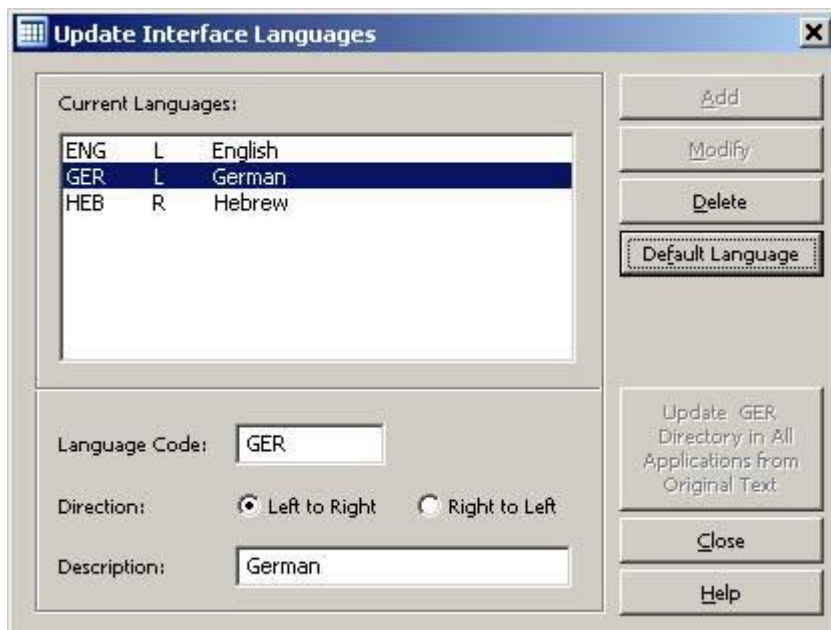 Update Interface Languages
Current Languages:
ENG L English
GER L German
HEB R Hebrew
Add
Modify
Delete
Default Language
Language Code: GER
Direction: Left to Right Right to Left
Description: German
Update GER
Directory in All
Applications from
Original Text
Close
Help